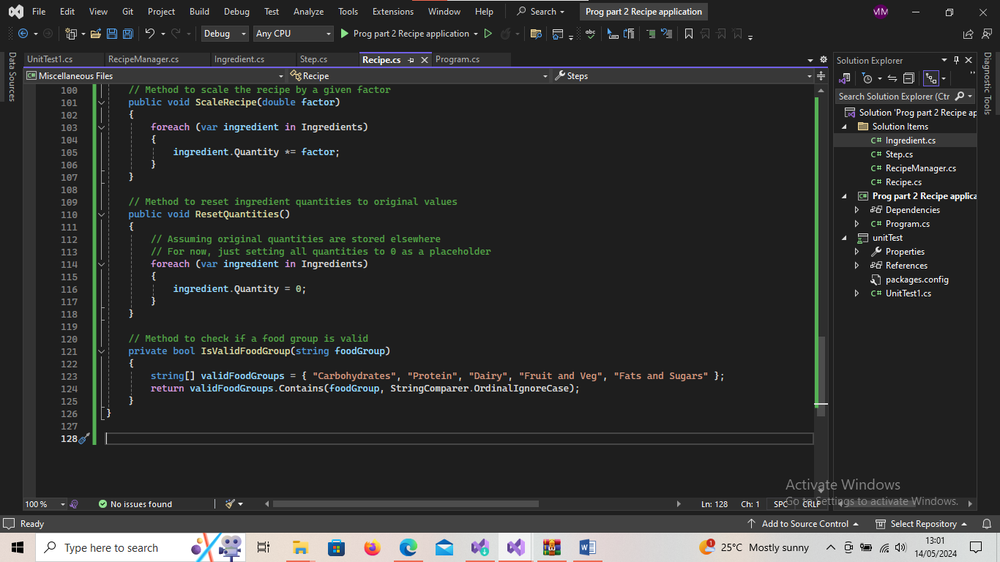 File Edit View Git Project Build Debug Test Analyze Tools Extensions Window Help Search Prog part 2 Recipe application MM
Debug Any CPU Prog part 2 Recipe application
UnitTest1.cs RecipeManager.cs Ingredient.cs Step.cs Recipe.cs Program.cs
Miscellaneous Files Recipe Steps
Data Sources
100 // Method to scale the recipe by a given factor
101 public void ScaleRecipe(double factor)
102 {
103 foreach (var ingredient in Ingredients)
104 {
105 ingredient.Quantity *= factor;
106 }
107 }
108
109 // Method to reset ingredient quantities to original values
110 public void ResetQuantities()
111 {
112 // Assuming original quantities are stored elsewhere
113 // For now, just setting all quantities to 0 as a placeholder
114 foreach (var ingredient in Ingredients)
115 {
116 ingredient.Quantity = 0;
117 }
118 }
119
120 // Method to check if a food group is valid
121 private bool IsValidFoodGroup(string foodGroup)
122 {
123 string[] validFoodGroups = { "Carbohydrates", "Protein", "Dairy", "Fruit and Veg", "Fats and Sugars" };
124 return validFoodGroups.Contains(foodGroup, StringComparer.OrdinalIgnoreCase);
125 }
126 }
127
128
Solution Explorer
Search Solution Explorer (Ctr
Solution 'Prog part 2 Recipe ap
Solution Items
C# Ingredient.cs
C# Step.cs
C# RecipeManager.cs
C# Recipe.cs
C# Prog part 2 Recipe applica
Dependencies
C# Program.cs
unitTest
Properties
References
packages.config
C# UnitTest1.cs
Diagnostic Tools
Activate Windows
Go to Settings to activate Windows.
100 % No issues found Ln: 128 Ch: 1 SPC CRLF
Ready Add to Source Control Select Repository
Type here to search 25°C Mostly sunny 13:01
14/05/2024